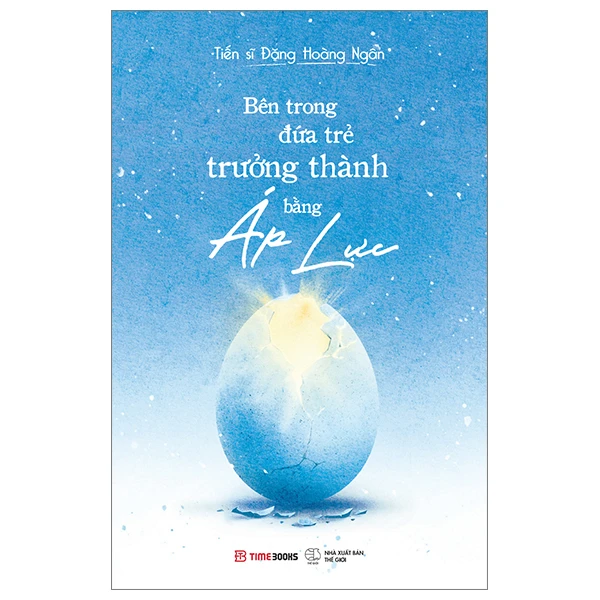 Tiến sĩ Đặng Hoàng Ngân
Bên trong
đứa trẻ
trưởng thành
bằng
Áp Lực
TIMEBOOKS
NHÀ XUẤT BẢN
THẾ GIỚI